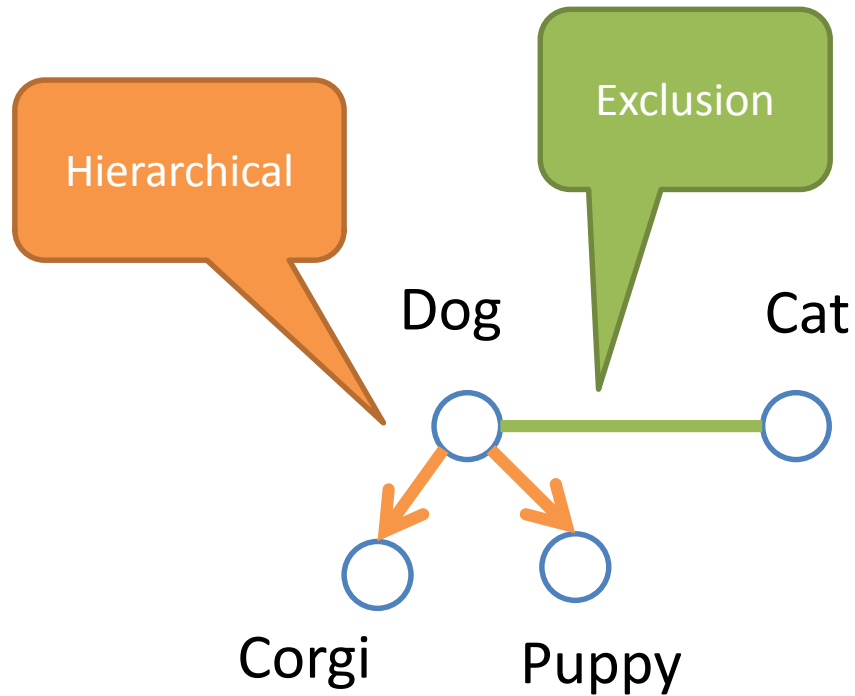 Exclusion
Hierarchical
Dog
Cat
Corgi
Puppy